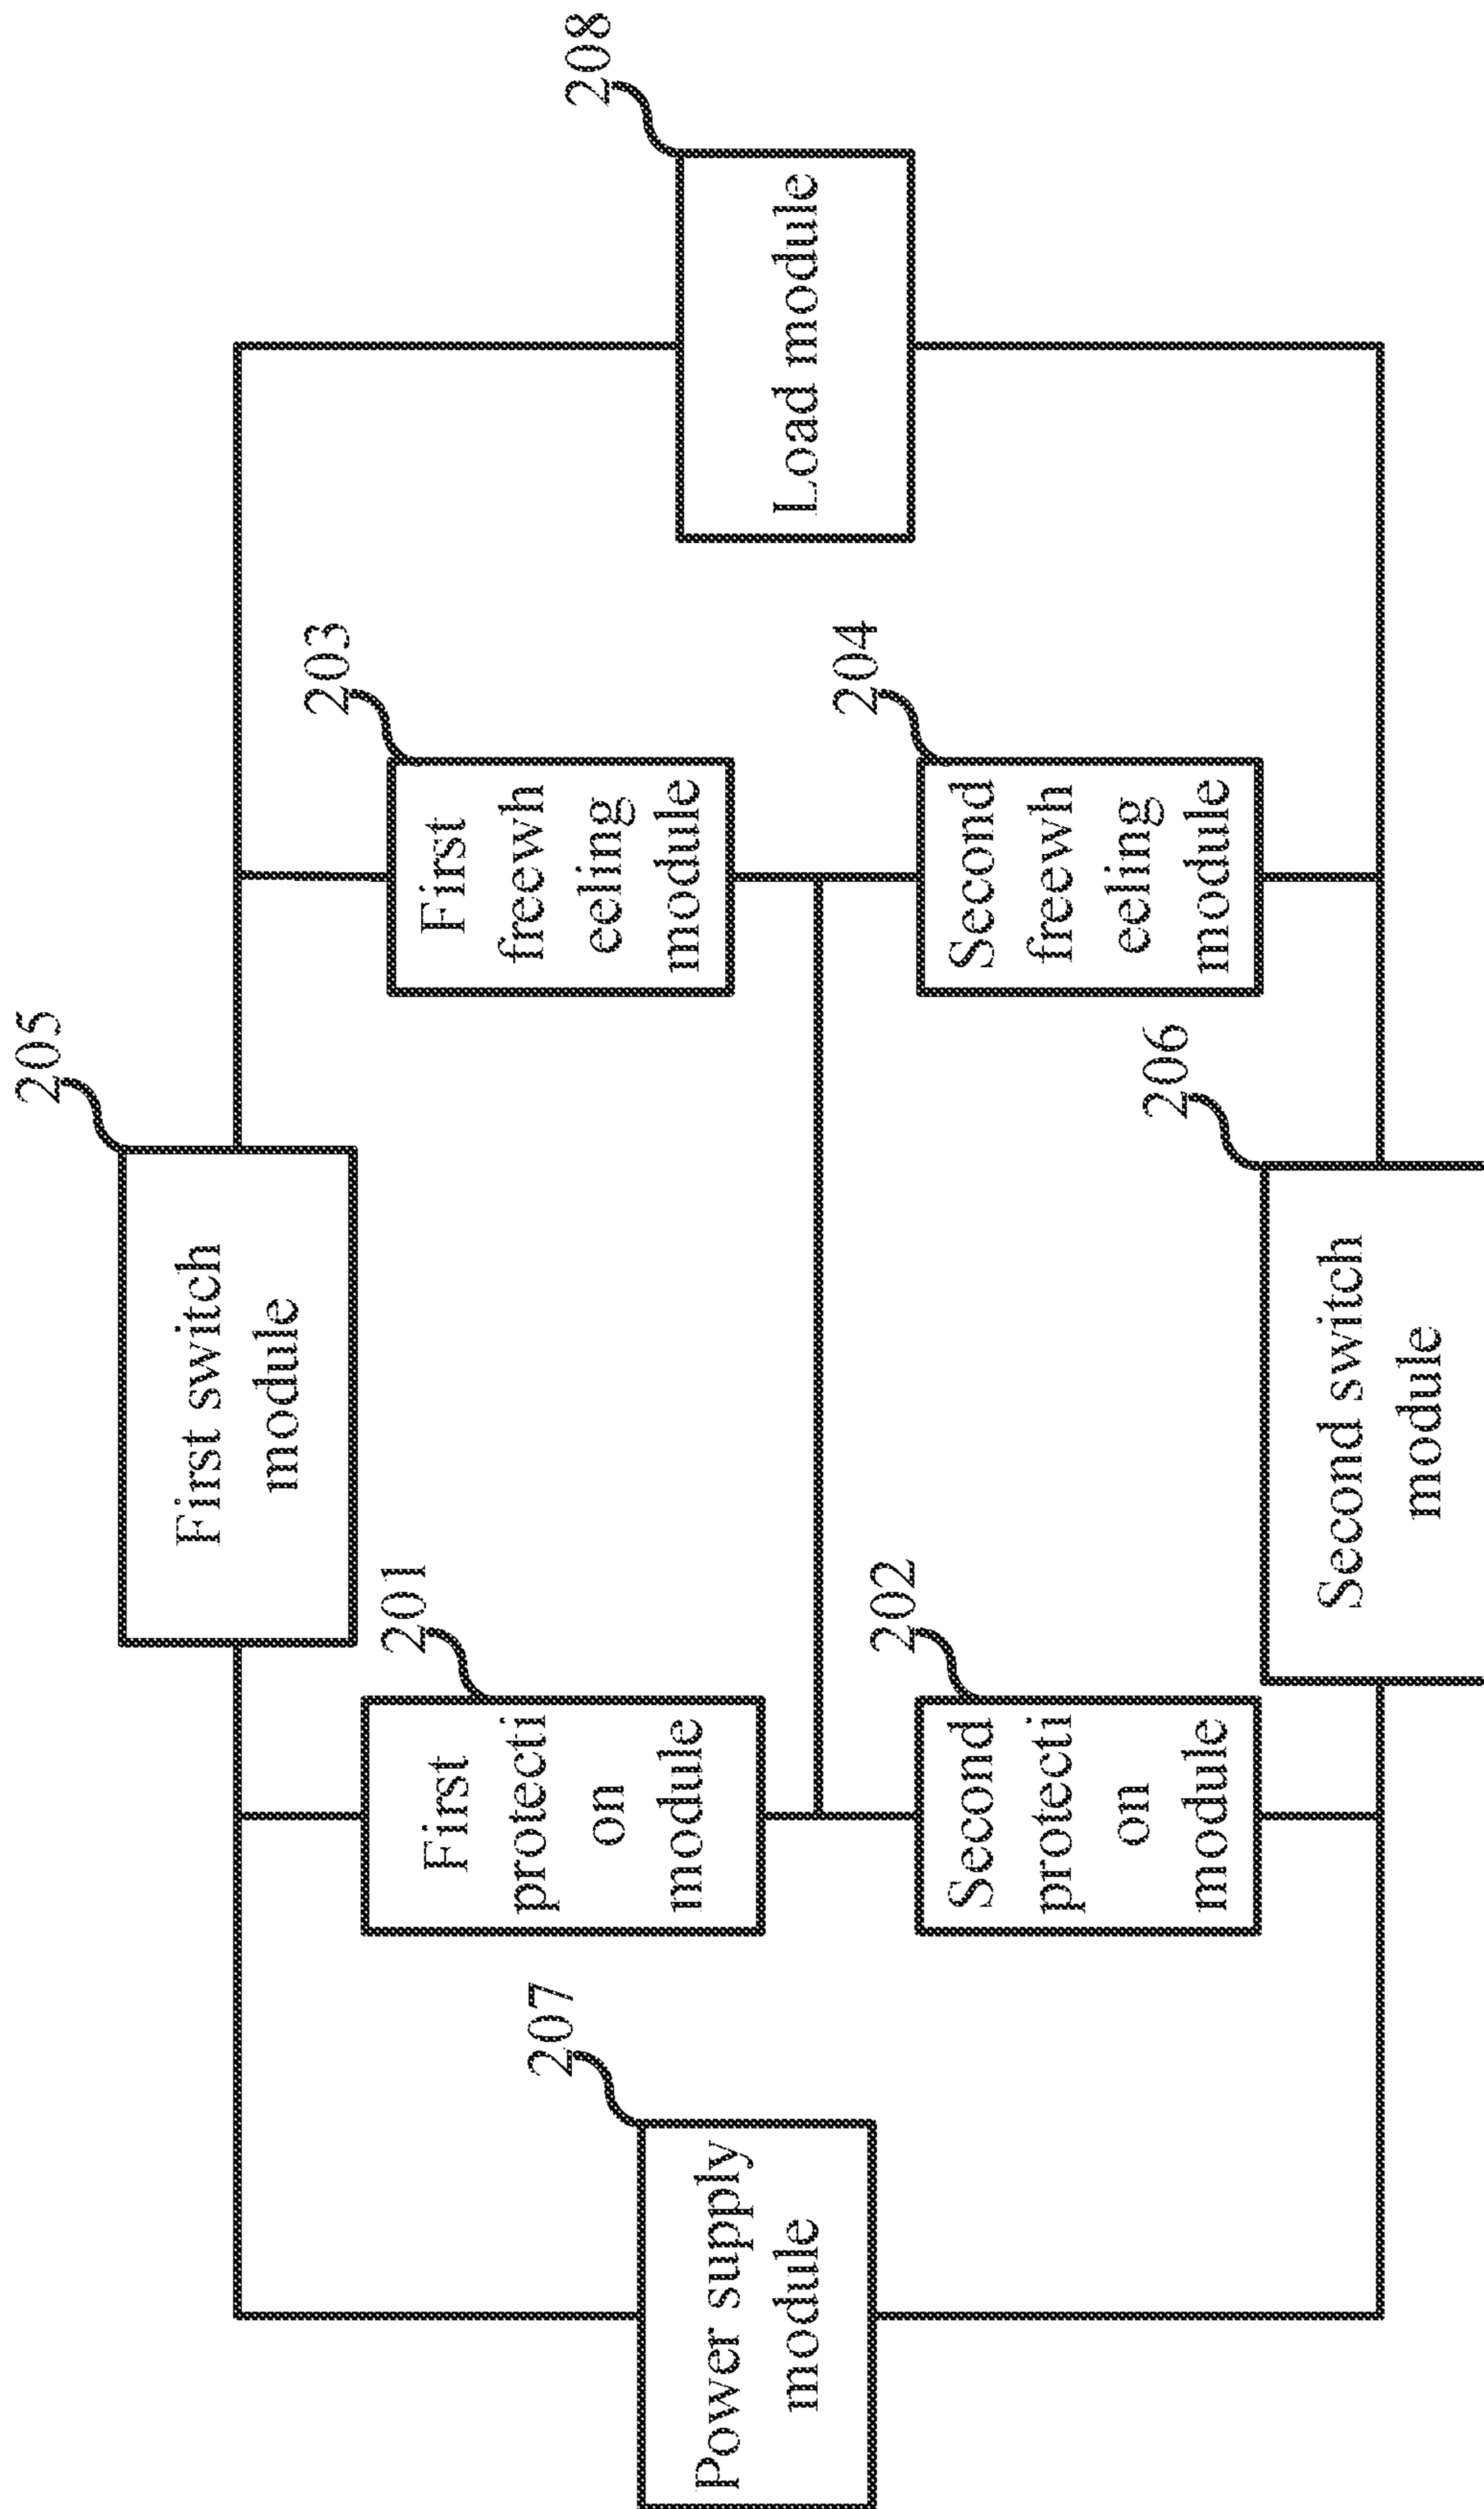 205
First switch
module
208
203
201
First
protecti
on
module
First
freewh
eeling
module
207
Power supply
module
Load module
204
202
Second
protecti
on
module
Second
freewh
eeling
module
206
Second switch
module